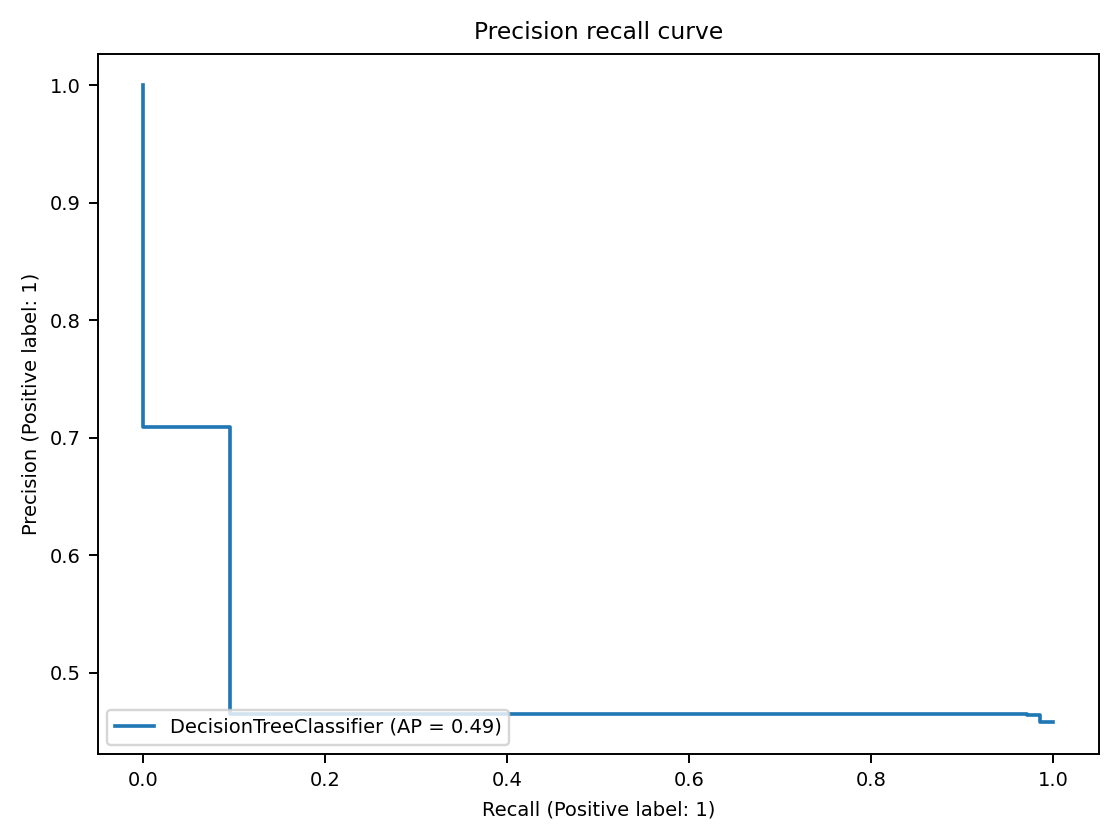 Precision recall curve
1.0
0.9
0.8
0.7
0.6
0.5
Precision (Positive label: 1)
DecisionTreeClassifier (AP = 0.49)
0.0 0.2 0.4 0.6 0.8 1.0
Recall (Positive label: 1)